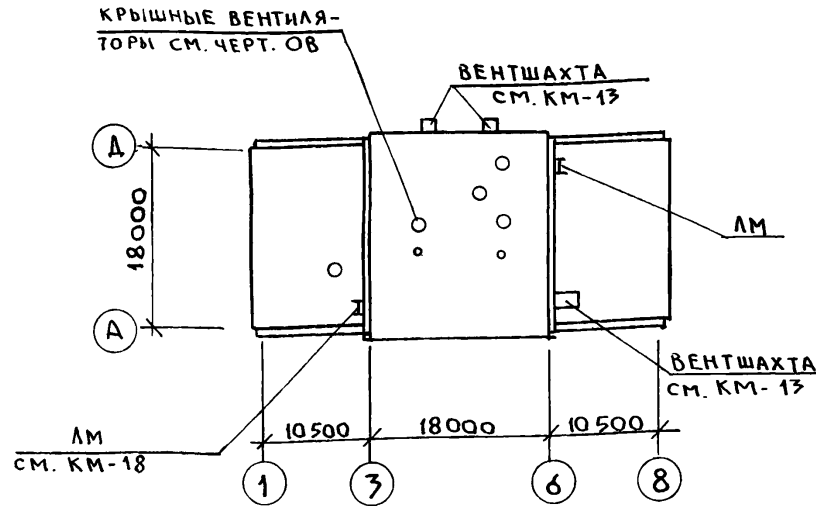 КРЫШНЫЕ ВЕНТИЛЯ-
ТОРЫ СМ. ЧЕРТ. ОВ
ВЕНТШАХТА
СМ. КМ-13
Д
18000
ЛМ
А
ВЕНТШАХТА
СМ. КМ-13
ЛМ
СМ. КМ-18
10500
18000
10500
1
3
6
8